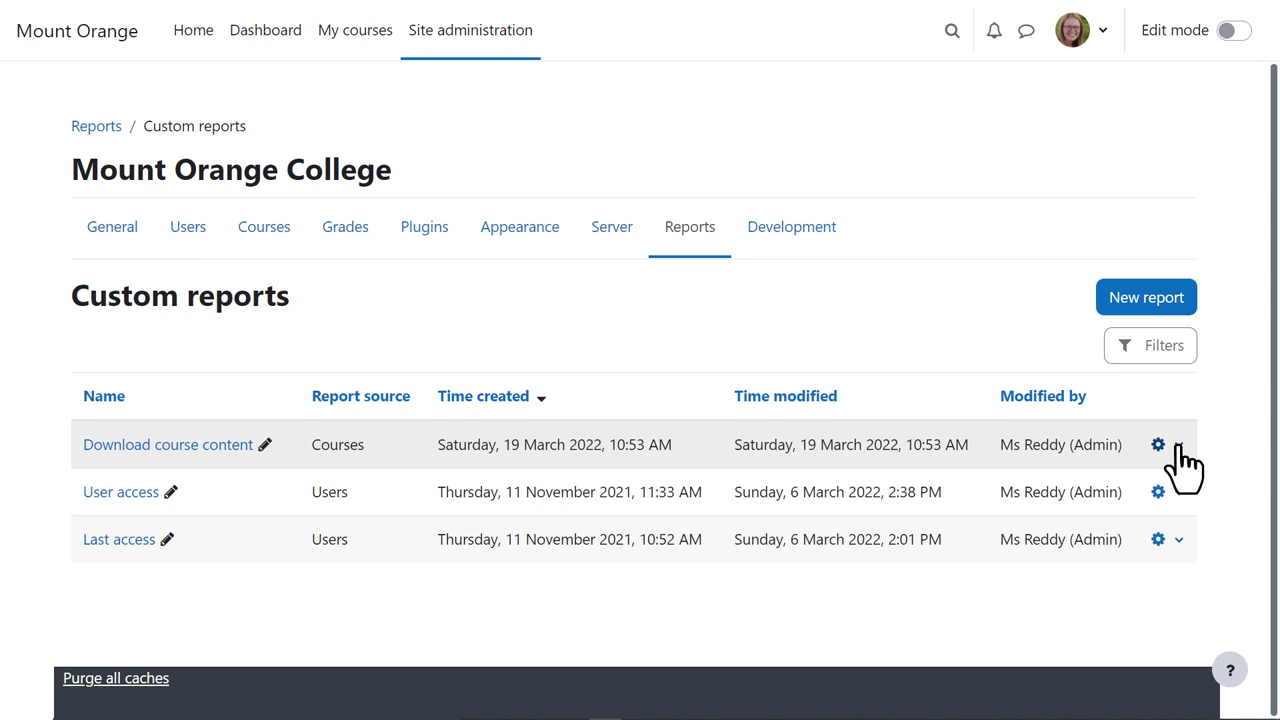 Mount Orange Home Dashboard My courses Site administration Edit mode
Reports / Custom reports
Mount Orange College
General Users Courses Grades Plugins Appearance Server Reports Development
Custom reports New report
Filters
Name Report source Time created Time modified Modified by
Download course content Courses Saturday, 19 March 2022, 10:53 AM Saturday, 19 March 2022, 10:53 AM Ms Reddy (Admin)
User access Users Thursday, 11 November 2021, 11:33 AM Sunday, 6 March 2022, 2:38 PM Ms Reddy (Admin)
Last access Users Thursday, 11 November 2021, 10:52 AM Sunday, 6 March 2022, 2:01 PM Ms Reddy (Admin)
Purge all caches ?